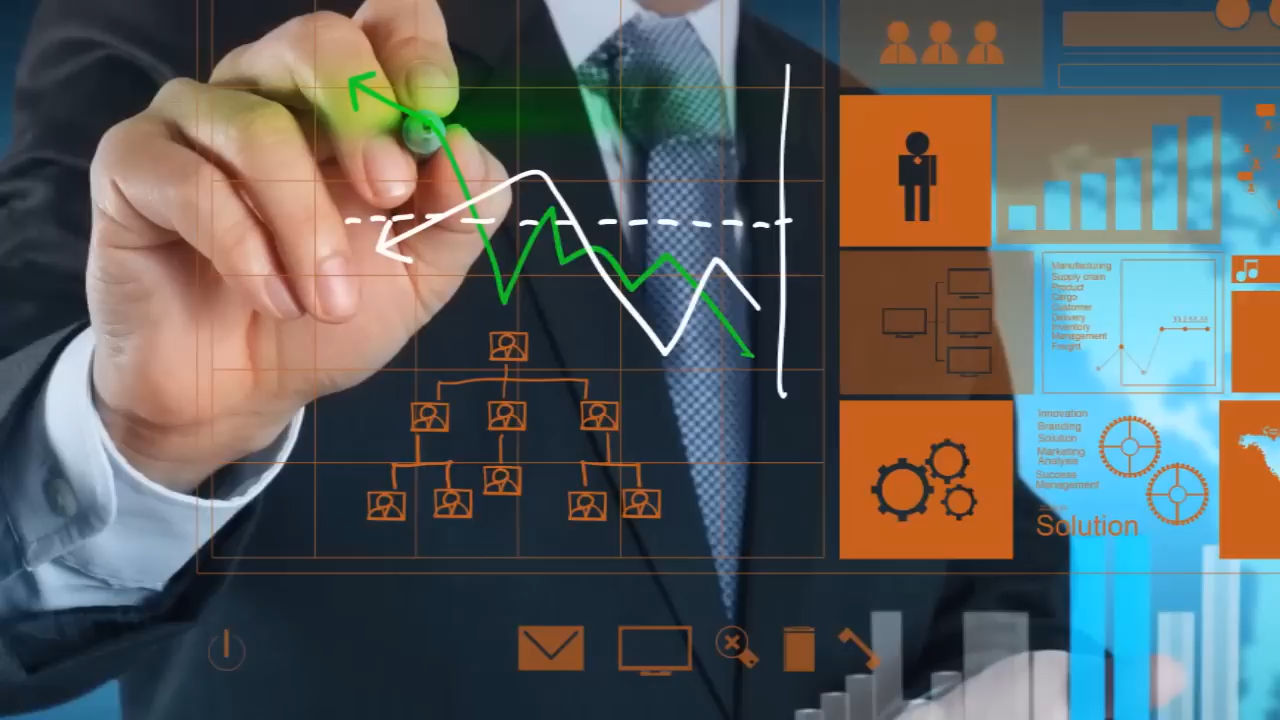 Manufacturing
Supply chain
Product
Cargo
Customer
Delivery
Inventory
Management
Freight
Innovation
Branding
Solution
Marketing
Analysis
Success
Management
Solution